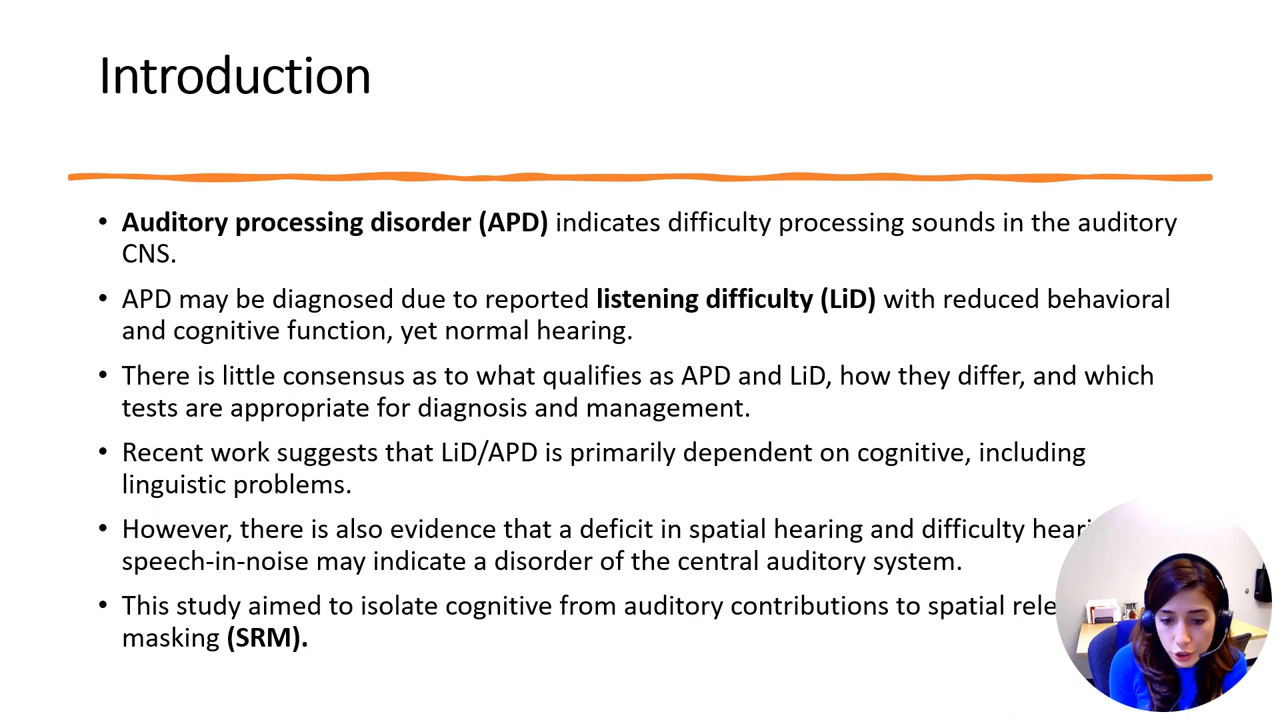 Introduction
• Auditory processing disorder (APD) indicates difficulty processing sounds in the auditory
CNS.
• APD may be diagnosed due to reported listening difficulty (LiD) with reduced behavioral
and cognitive function, yet normal hearing.
• There is little consensus as to what qualifies as APD and LiD, how they differ, and which
tests are appropriate for diagnosis and management.
• Recent work suggests that LiD/APD is primarily dependent on cognitive, including
linguistic problems.
• However, there is also evidence that a deficit in spatial hearing and difficulty
speech-in-noise may indicate a disorder of the central auditory system.
• This study aimed to isolate cognitive from auditory contributions to spatial
masking (SRM).